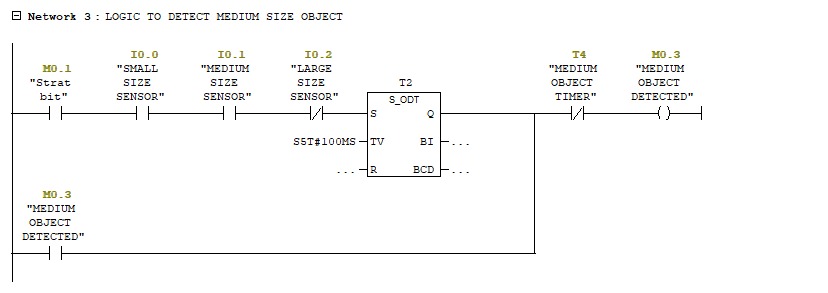 Network 3 : LOGIC TO DETECT MEDIUM SIZE OBJECT
M0.1
"Strat
bit"
I0.0
"SMALL
SIZE
SENSOR"
I0.1
"MEDIUM
SIZE
SENSOR"
I0.2
"LARGE
SIZE
SENSOR"
T2
S_ODT
S Q
S5T#100MS TV BI ...
... R BCD ...
T4
"MEDIUM
OBJECT
TIMER"
M0.3
"MEDIUM
OBJECT
DETECTED"
M0.3
"MEDIUM
OBJECT
DETECTED"